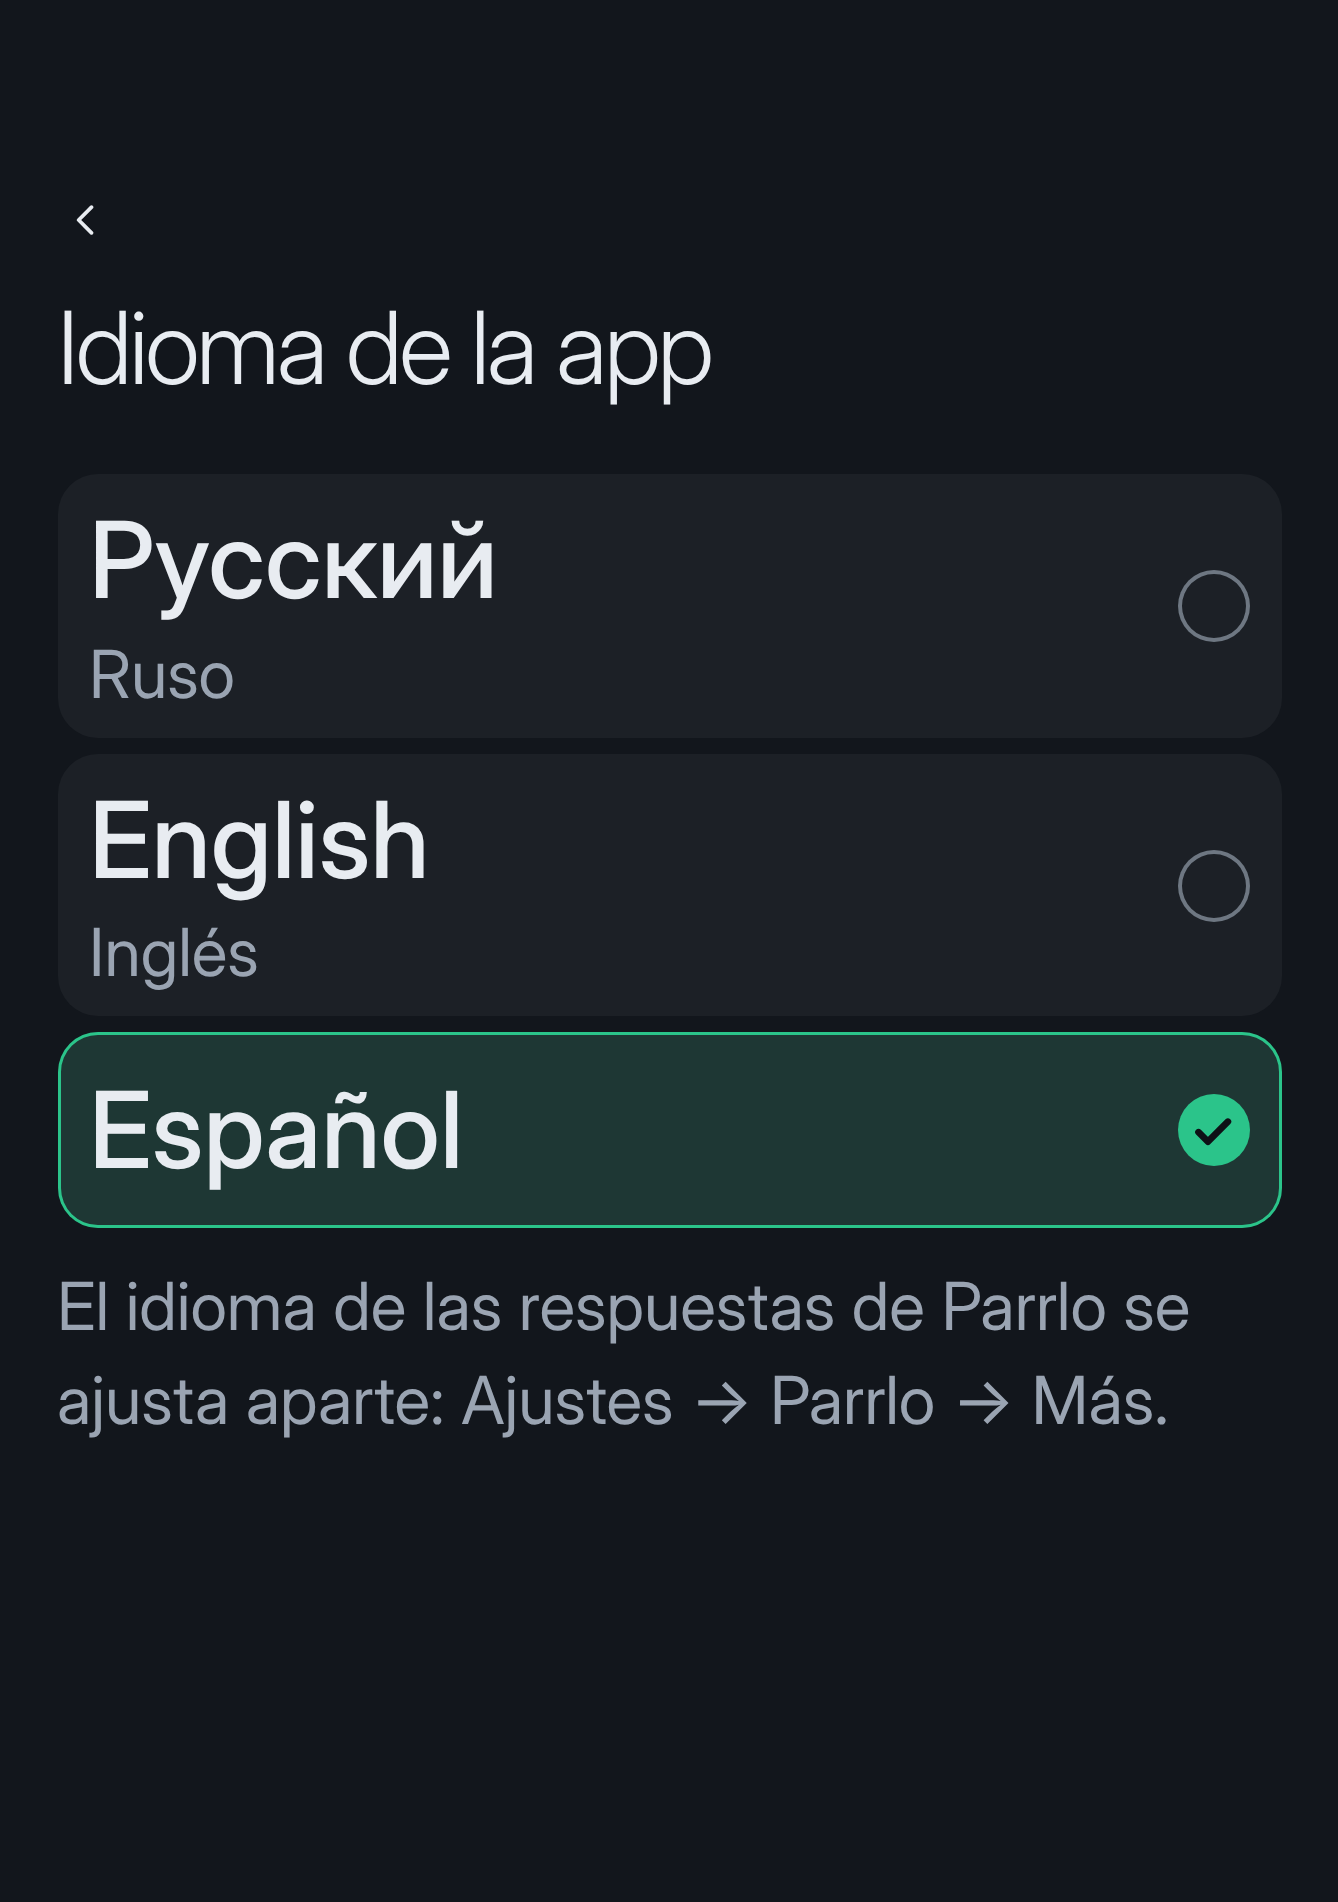 Idioma de la app
Русский
Ruso
English
Inglés
Español
El idioma de las respuestas de Parrlo se
ajusta aparte: Ajustes → Parrlo → Más.